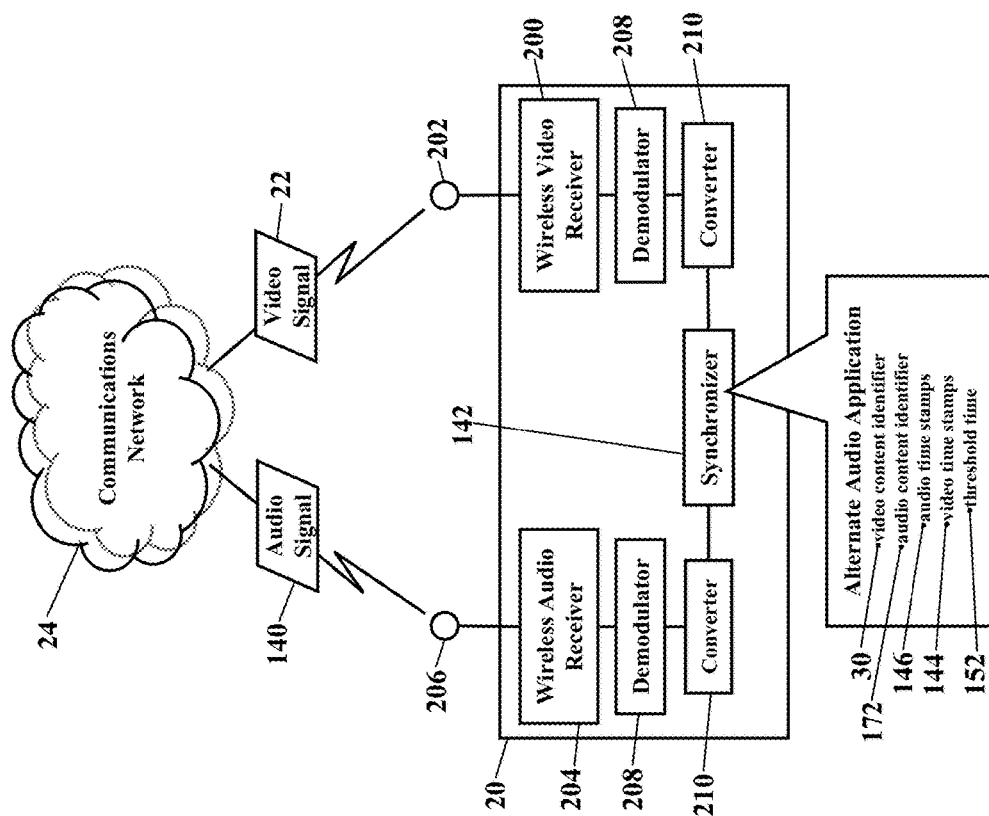 24
Communications
Network
140
Audio
Signal
Video
Signal
22
206
202
20
Wireless Audio
Receiver
204
Wireless Video
Receiver
200
Demodulator
208
Demodulator
208
142
Converter
210
Synchronizer
Converter
210
Alternate Audio Application
30
•video content identifier
172
•audio content identifier
146
•audio time stamps
144
•video time stamps
152
•threshold time